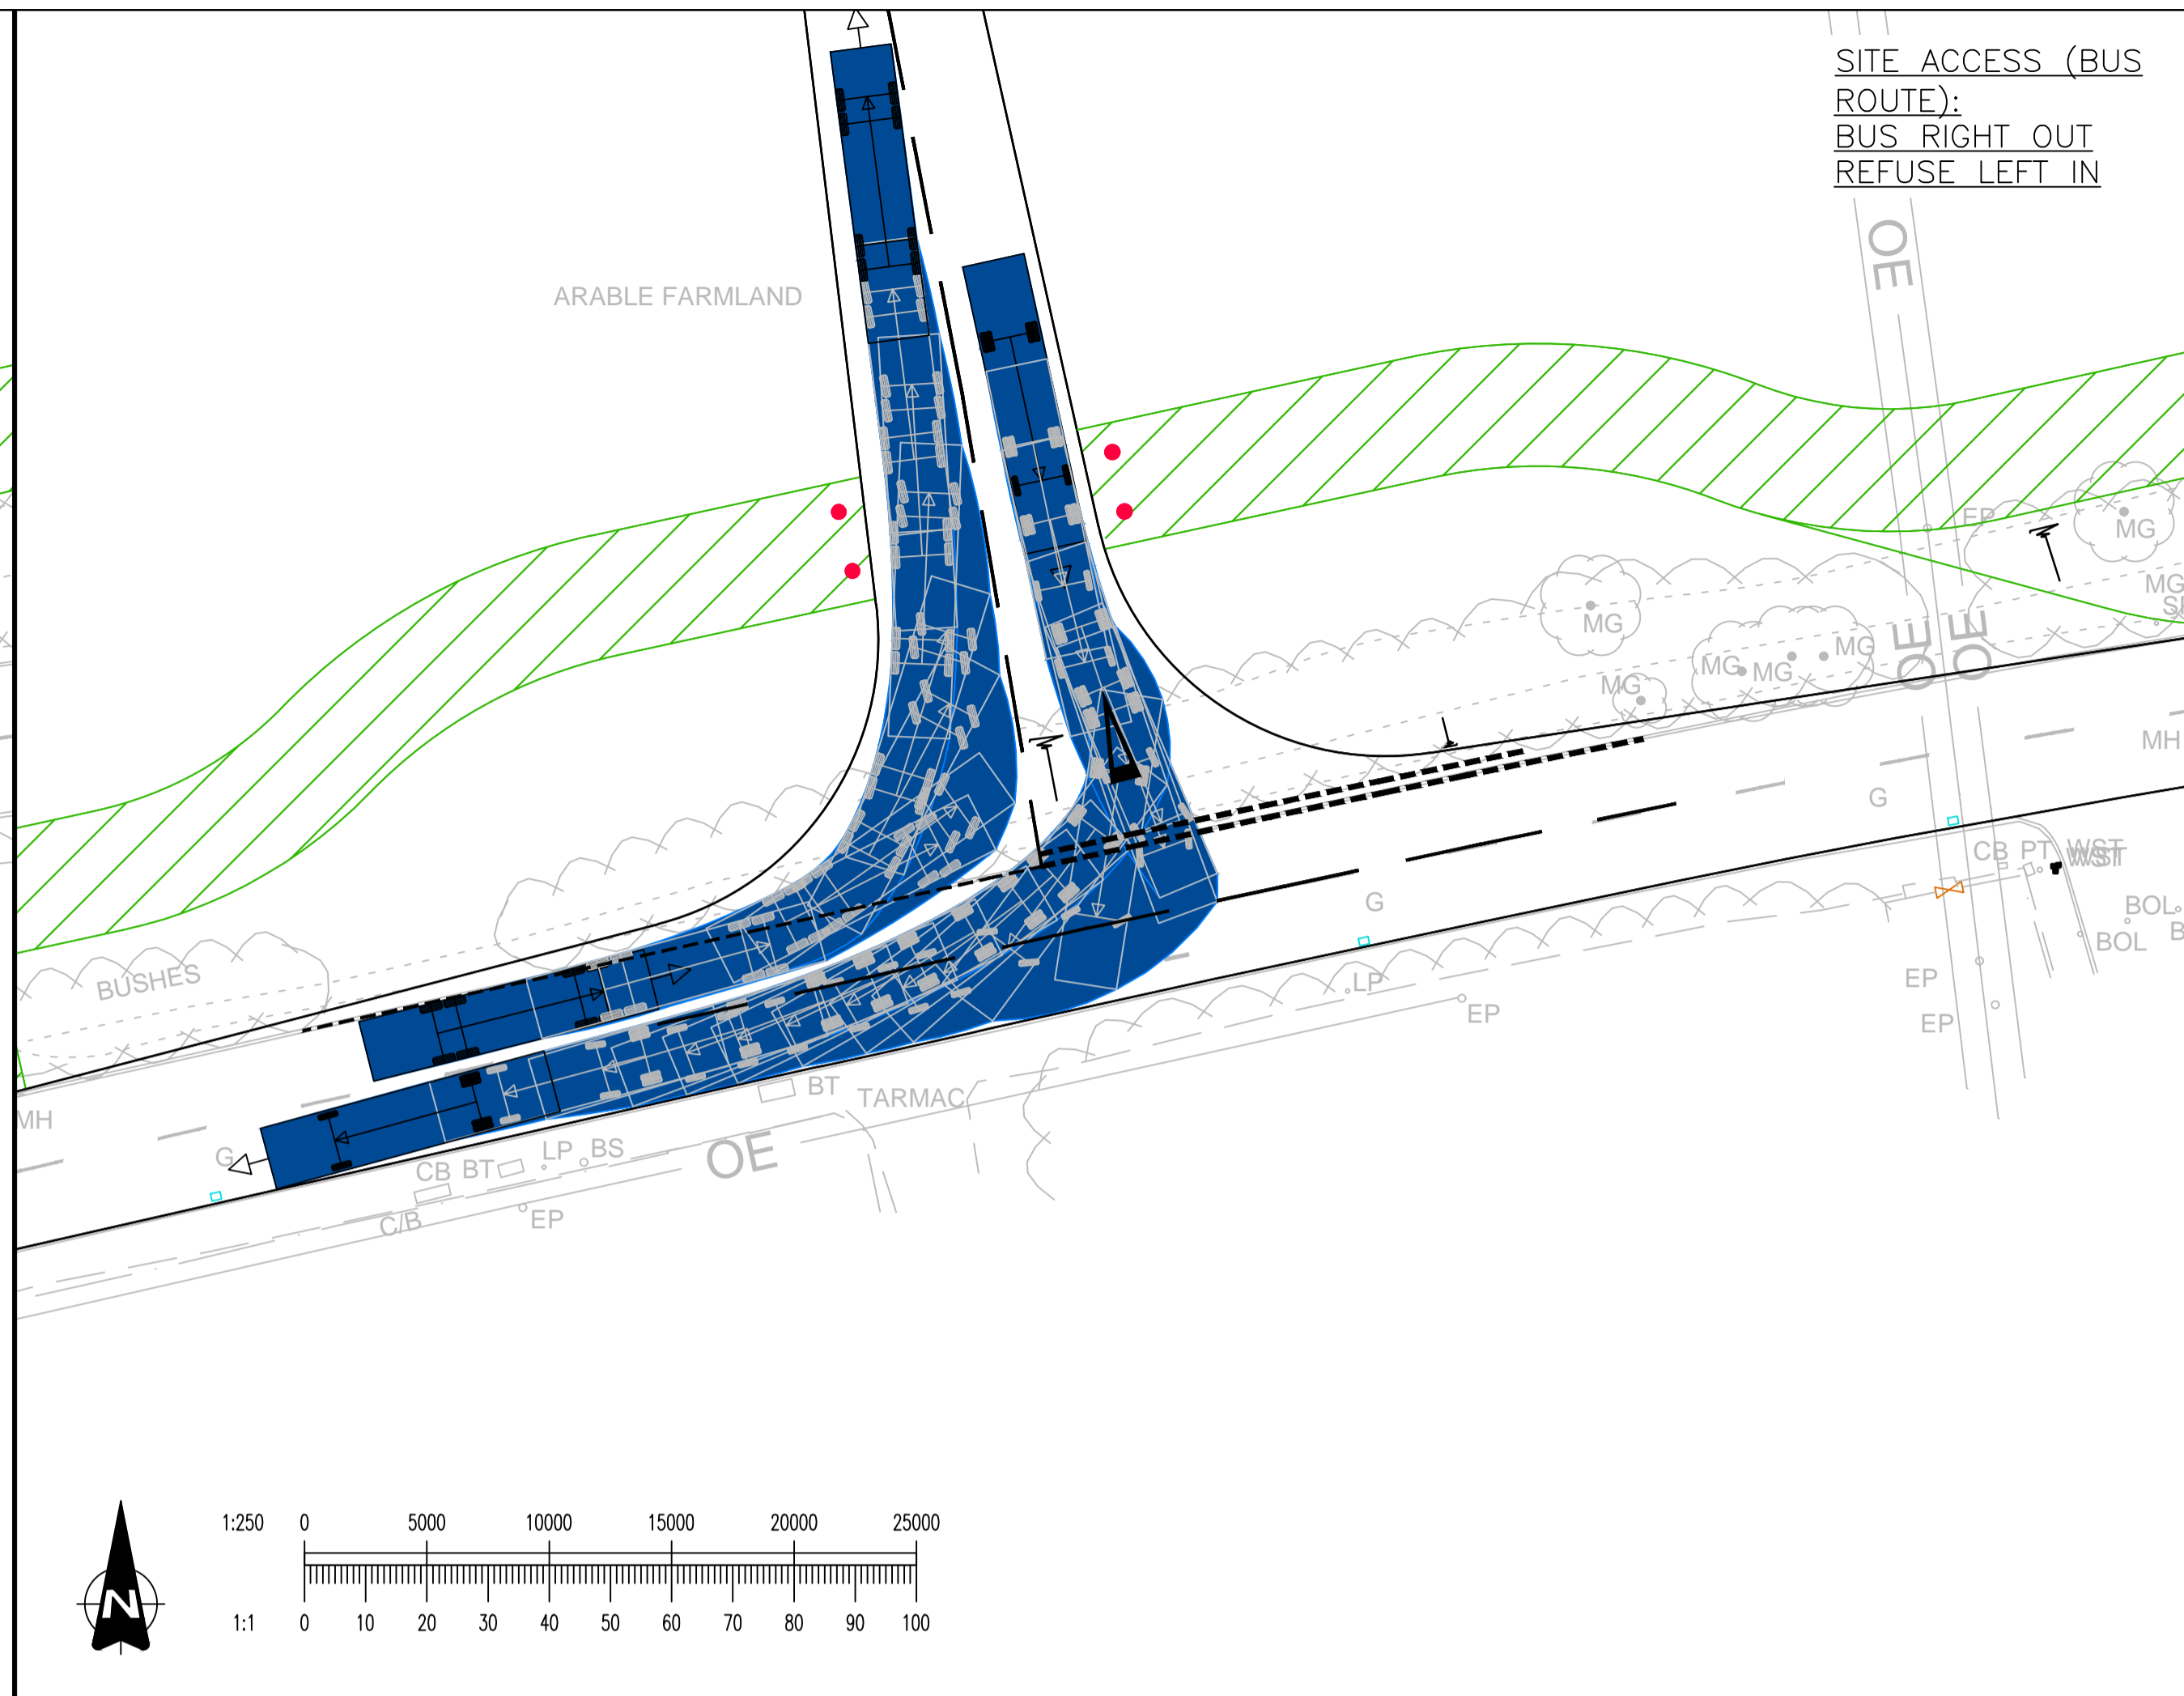 SITE ACCESS (BUS
ROUTE):
BUS RIGHT OUT
REFUSE LEFT IN
OE
ARABLE FARMLAND
EP
MG
MG
MG
OE
OE
MG
MG
MG
MG
MH
G
CB
PT
WST
WST
G
BOL
BOL
BUSHES
LP
EP
EP
EP
BT
TARMAC
MH
G
LP
BS
OE
CB
BT
C/B
EP
1:250
0
5000
10000
15000
20000
25000
N
1:1
0
10
20
30
40
50
60
70
80
90
100